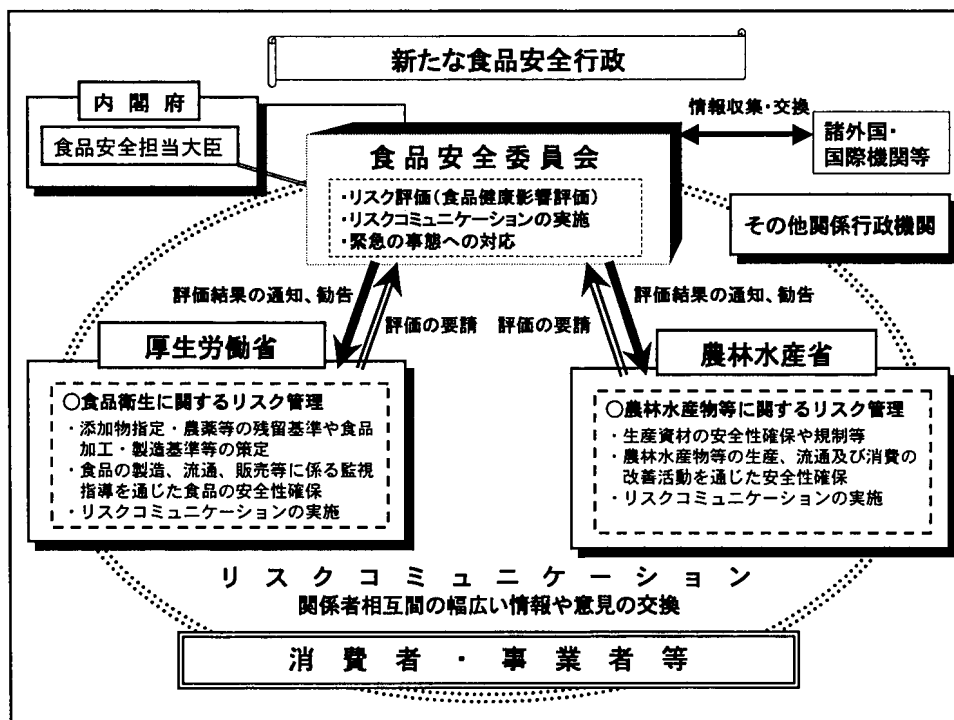 新たな食品安全行政
内閣府
食品安全担当大臣
情報収集・交換
諸外国・
国際機関等
食品安全委員会
・リスク評価(食品健康影響評価)
・リスクコミュニケーションの実施
・緊急の事態への対応
その他関係行政機関
評価結果の通知、勧告
評価の要請
評価の要請
評価結果の通知、勧告
厚生労働省
○食品衛生に関するリスク管理
・添加物指定・農薬等の残留基準や食品
加工・製造基準等の策定
・食品の製造、流通、販売等に係る監視
指導を通じた食品の安全性確保
・リスクコミュニケーションの実施
農林水産省
○農林水産物等に関するリスク管理
・生産資材の安全性確保や規制等
・農林水産物等の生産、流通及び消費の
改善活動を通じた安全性確保
・リスクコミュニケーションの実施
リスクコミュニケーション
関係者相互間の幅広い情報や意見の交換
消費者・事業者等